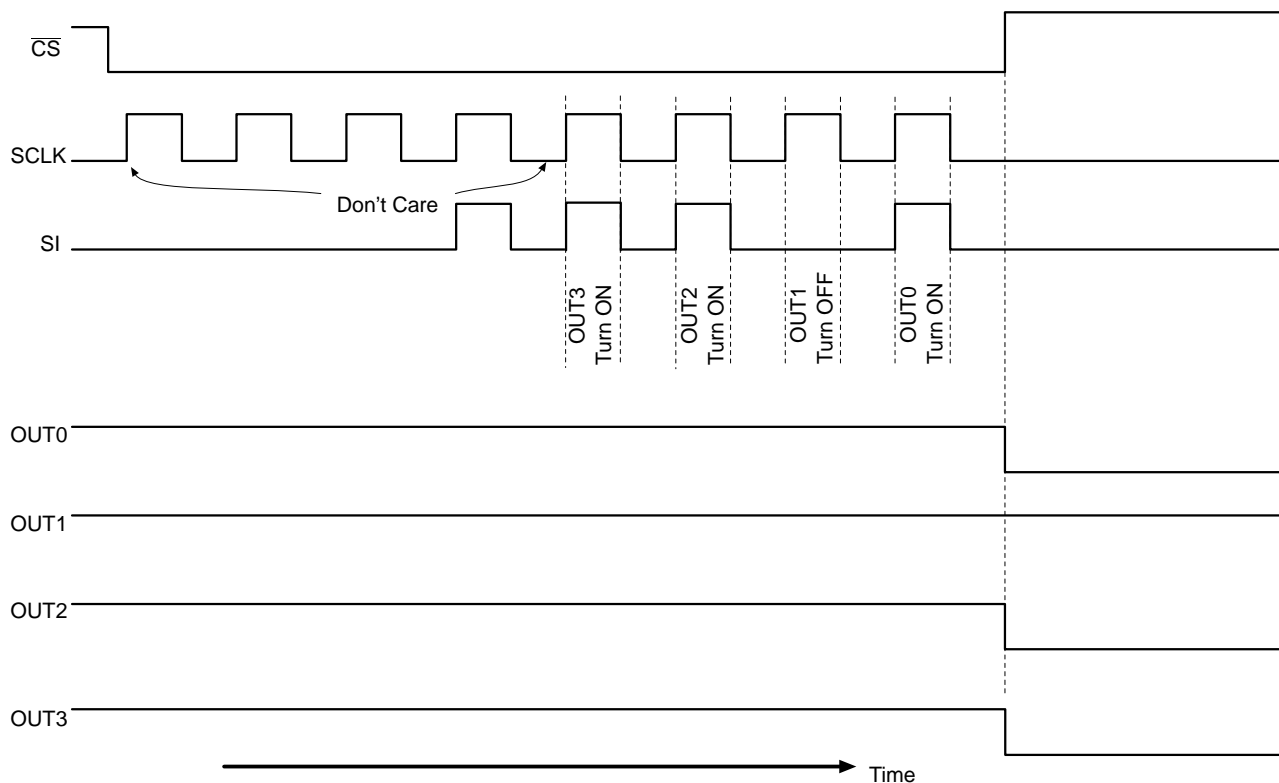 CS
SCLK
Don't Care
SI
OUT3
Turn ON
OUT2
Turn ON
OUT1
Turn OFF
OUT0
Turn ON
OUT0
OUT1
OUT2
OUT3
Time